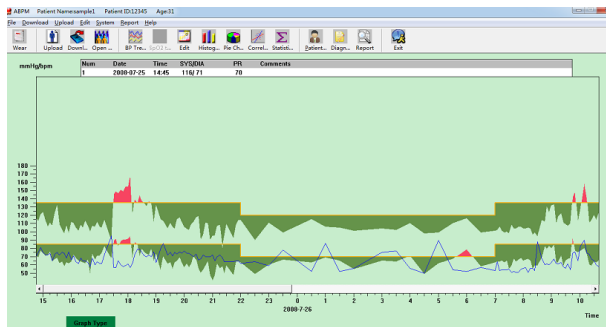 ABPM Patient Name:sample1 Patient ID:12345 Age:31
File Download Upload Edit System Report Help
Wear Upload Downl... Open ... BP Tre... SpO2 t... Edit Histog... Pie Ch... Correl... Statisti... Patient... Diagn... Report Exit
mmHg/bpm
Num Date Time SYS/DIA PR Comments
1 2008-07-25 14:45 116/ 71 70
180
170
160
150
140
130
120
110
100
90
80
70
60
50
15 16 17 18 19 20 21 22 23 0 1 2 3 4 5 6 7 8 9 10
2008-7-26
Time
Graph Type